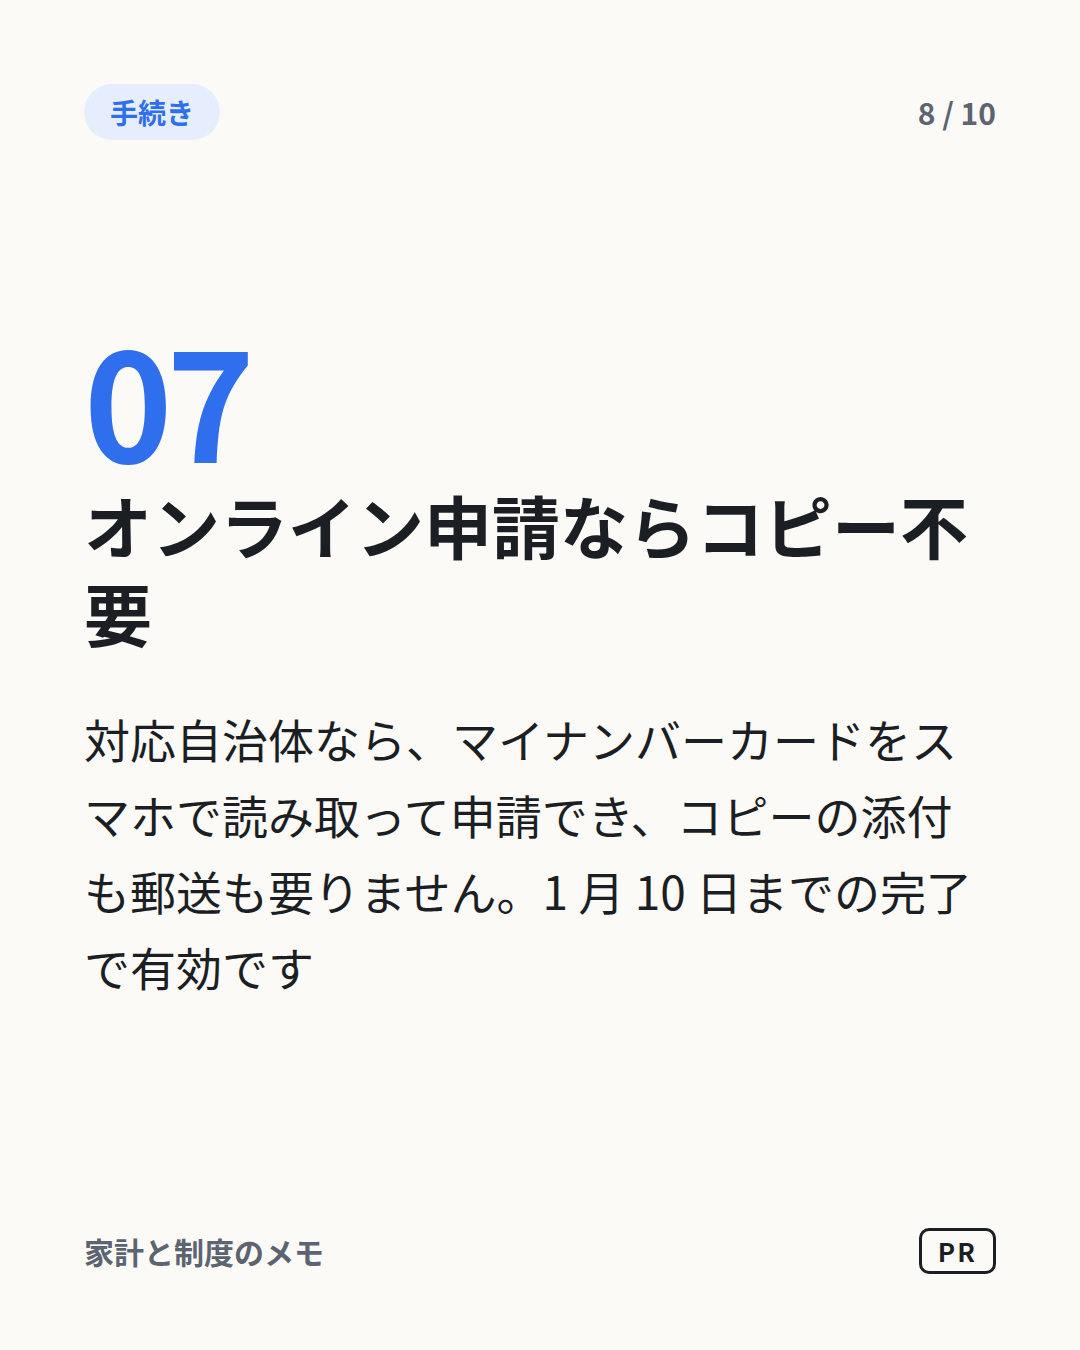 手続き
8 / 10
07
オンライン申請ならコピー不
要
対応自治体なら、マイナンバーカードをス
マホで読み取って申請でき、コピーの添付
も郵送も要りません。1 月 10 日までの完了
で有効です
家計と制度のメモ
PR